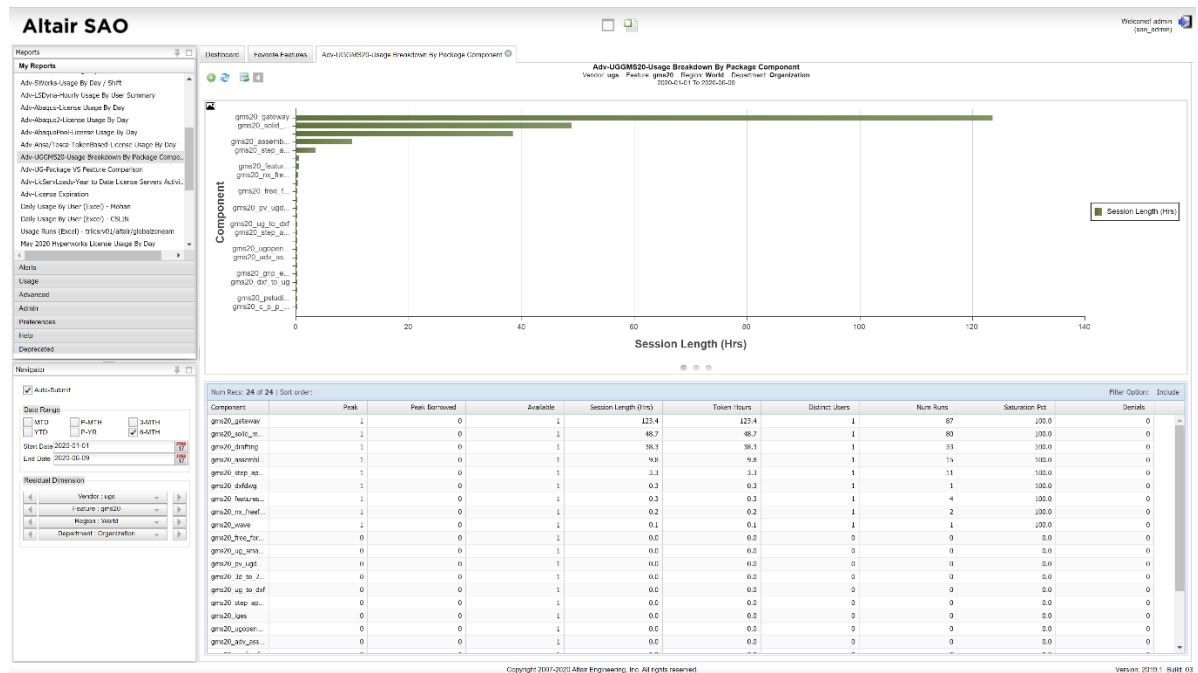 Altair SAO
Welcome! admin
(sao_admin)
Reports
My Reports
Adv-SWorks-Usage By Day / Shift
Adv-LSDyna-Hourly Usage By User Summary
Adv-Abaqus-License Usage By Day
Adv-Abaqus2-License Usage By Day
Adv-AbaqusPool-License Usage By Day
Adv-Ansa/Tosca-TokenBased-License Usage By Day
Adv-UGGMS20-Usage Breakdown By Package Compo..
Adv-UG-Package VS Feature Comparison
Adv-LicServLoads-Year to Date License Servers Activi..
Adv-License Expiration
Daily Usage By User (Excel) - Mohan
Daily Usage By User (Excel) - CSLIN
Usage Runs (Excel) - trilicsrv01/altair/globalzoneam
May 2020 Hyperworks License Usage By Day
Alerts
Usage
Advanced
Admin
Preferences
Help
Deprecated
Navigator
Auto-Submit
Date Range
MTD P-MTH 3-MTH
YTD P-YR 6-MTH
Start Date 2020-01-01
End Date 2020-06-09
Residual Dimension
Vendor : ugs
Feature : gms20
Region : World
Department : Organization
Dashboard Favorite Features Adv-UGGMS20-Usage Breakdown By Package Component
Adv-UGGMS20-Usage Breakdown By Package Component
Vendor: ugs Feature: gms20 Region: World Department: Organization
2020-01-01 To 2020-06-09
gms20_gateway
gms20_solid_...
gms20_assemb...
gms20_step_a...
gms20_featur...
gms20_nx_fre...
gms20_free_f...
gms20_pv_ugd...
gms20_ug_to_dxf
gms20_step_a...
gms20_ugopen...
gms20_adv_as...
gms20_grip_e...
gms20_dxf_to_ug
gms20_pstudi...
gms20_c_p_p_...
Component
0 20 40 60 80 100 120 140
Session Length (Hrs)
Session Length (Hrs)
Num Recs: 24 of 24 | Sort order: Filter Option: Include
Component Peak Peak Borrowed Available Session Length (Hrs) Token Hours Distinct Users Num Runs Saturation Pct Denials
gms20_gateway 1 0 1 123.4 123.4 1 87 100.0 0
gms20_solid_m... 1 0 1 48.7 48.7 1 80 100.0 0
gms20_drafting 1 0 1 38.3 38.3 1 33 100.0 0
gms20_assembl... 1 0 1 9.8 9.8 1 15 100.0 0
gms20_step_ap... 1 0 1 3.3 3.3 1 11 100.0 0
gms20_dxfdwg 1 0 1 0.3 0.3 1 1 100.0 0
gms20_features... 1 0 1 0.3 0.3 1 4 100.0 0
gms20_nx_freef... 1 0 1 0.2 0.2 1 2 100.0 0
gms20_wave 1 0 1 0.1 0.1 1 1 100.0 0
gms20_free_for... 0 0 1 0.0 0.0 0 0 0.0 0
gms20_ug_sma... 0 0 1 0.0 0.0 0 0 0.0 0
gms20_pv_ugd... 0 0 1 0.0 0.0 0 0 0.0 0
gms20_3d_to_2... 0 0 1 0.0 0.0 0 0 0.0 0
gms20_ug_to_dxf 0 0 1 0.0 0.0 0 0 0.0 0
gms20_step_ap... 0 0 1 0.0 0.0 0 0 0.0 0
gms20_iges 0 0 1 0.0 0.0 0 0 0.0 0
gms20_ugopen... 0 0 1 0.0 0.0 0 0 0.0 0
gms20_adv_ass... 0 0 1 0.0 0.0 0 0 0.0 0
Copyright 2007-2020 Altair Engineering, Inc. All rights reserved.
Version: 2019.1 Build: 03